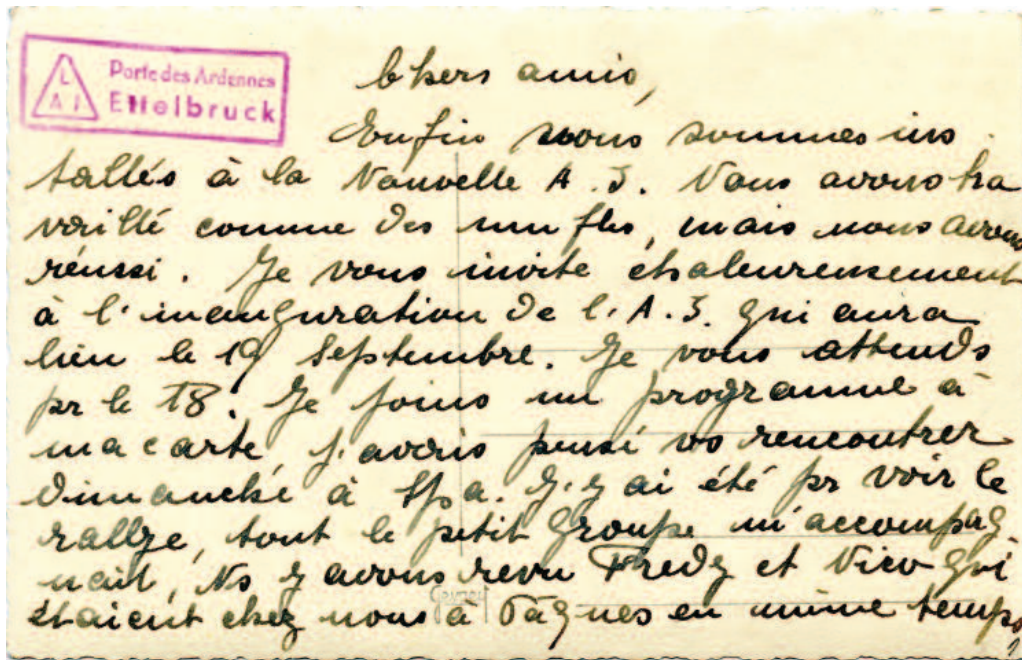 L
A I
Porte des Ardennes
Ettelbruck
Chers amis,
Enfin nous sommes ins
tallés à la Nouvelle A.J. Nous avons tra
vaillé comme des mufles, mais nous avons
réussi. Je vous invite chaleureusement
à l'inauguration de l'A.J. qui aura
lieu le 19 Septembre. Je vous attends
pr le 18. Je joins un programme à
ma carte, j'avais pensé vs rencontrer
Dimanche à Spa. J'y ai été pr voir le
rallye, tout le petit groupe m'accompag
nait, Ns y avons revu Fredy et Nico qui
étaient chez nous à Pâques en même temps,
Gevaert